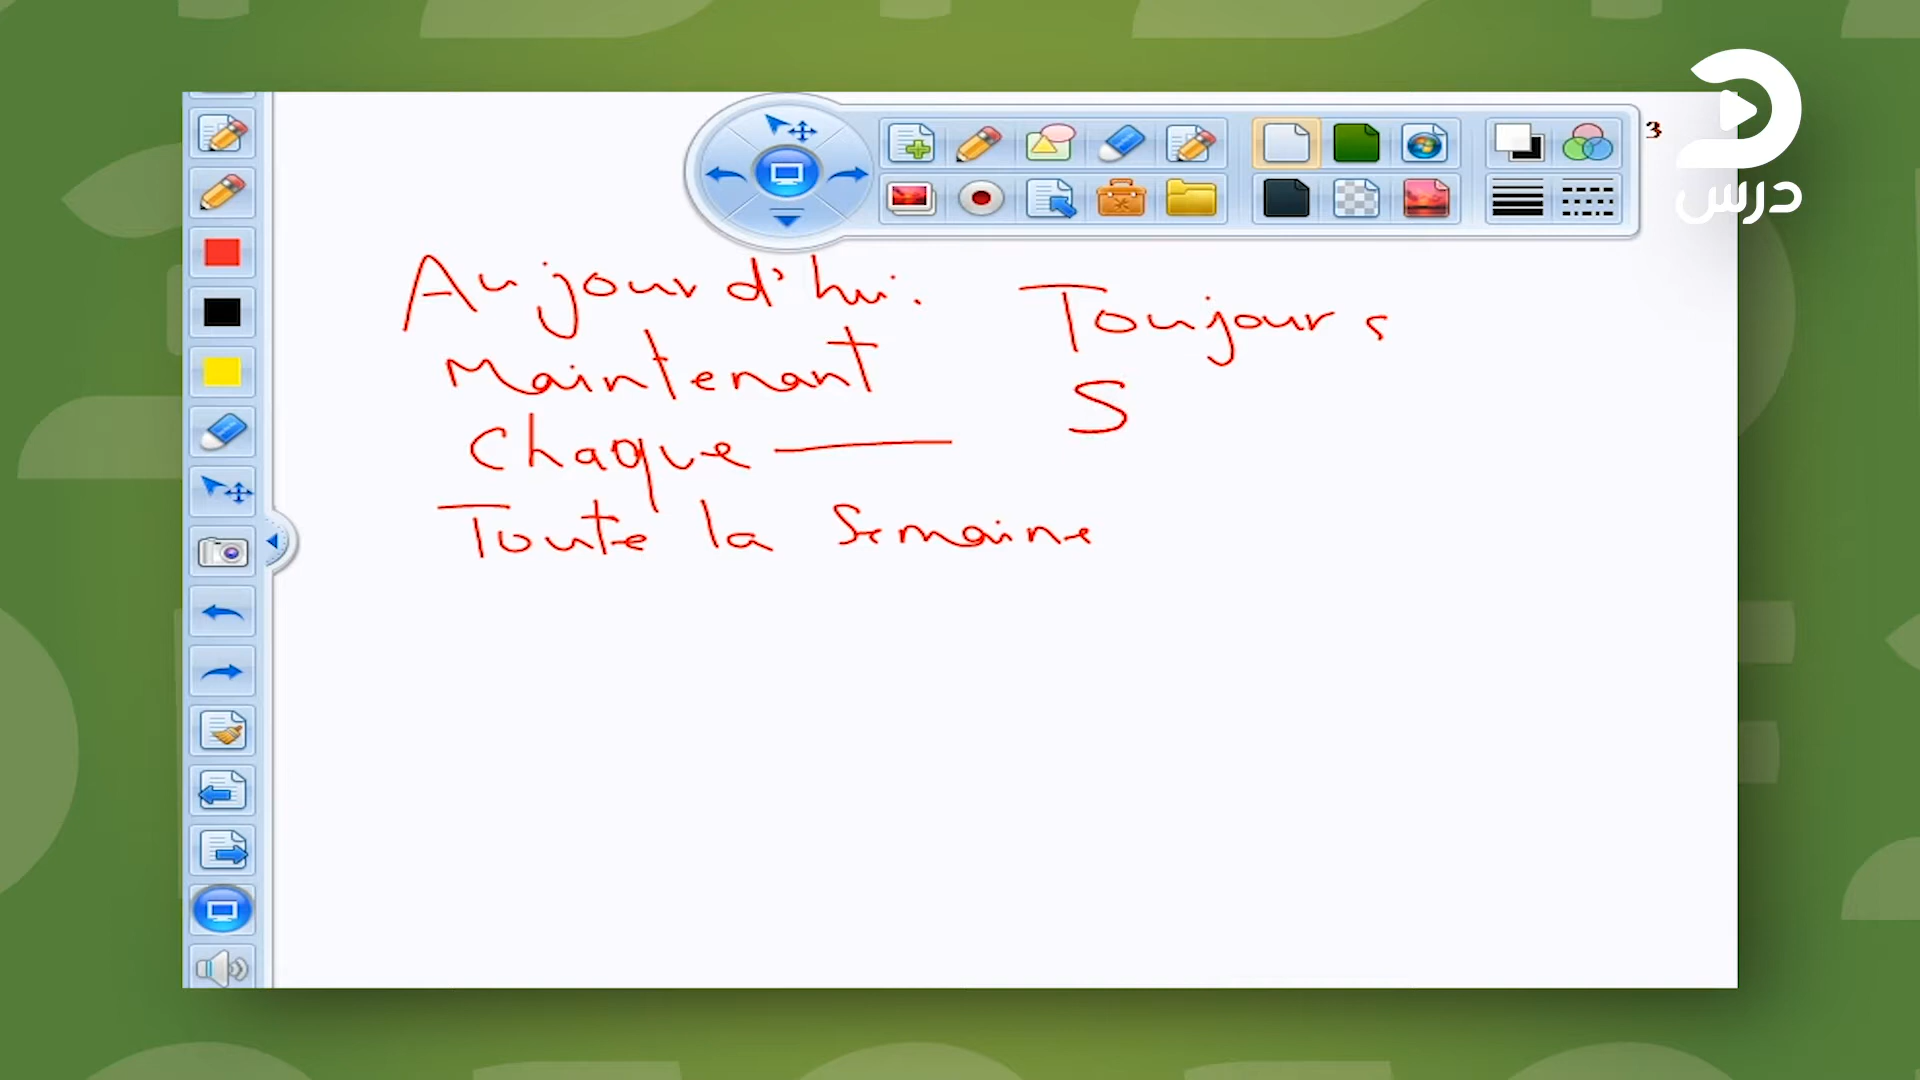 3
درس
Aujourd'hui.
Maintenant
Chaque ——
Toute la Semaine
Toujours
S